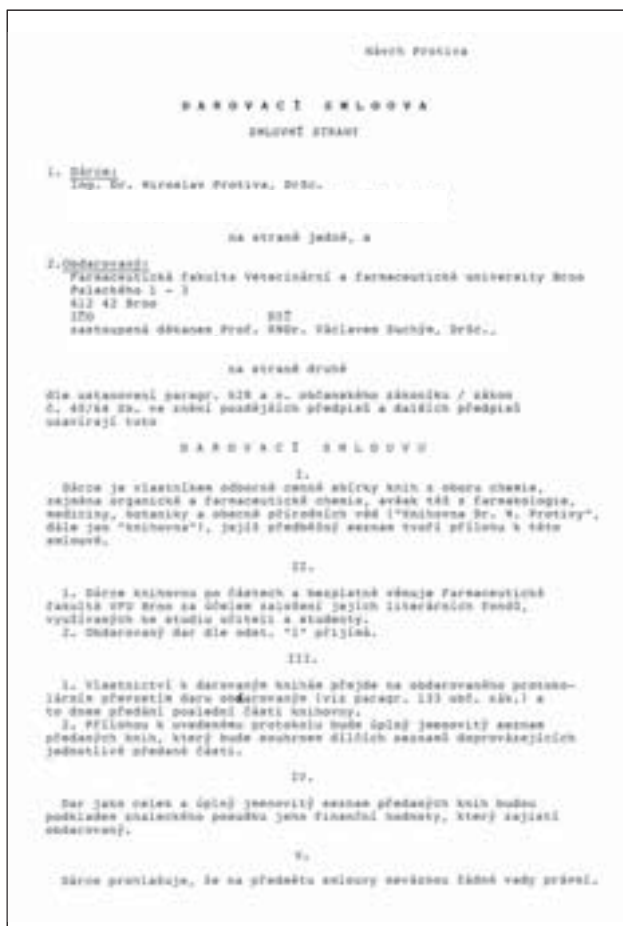 Návrh Protiva
DAROVACÍ SMLOUVA
SMLUVNÍ STRANY
1. Dárce:
Ing. Dr. Miroslav Protiva, DrSc.
na straně jedné, a
2. Obdarovaný:
Farmaceutická fakulta Veterinární a farmaceutické university Brno
Palackého 1 - 3
612 42 Brno
IČO DIČ
zastoupená děkanem Prof. RNDr. Václavem Suchým, DrSc.,
na straně druhé
dle ustanovení paragr. 628 a n. občanského zákoníku / zákon
č. 40/64 Sb. ve znění pozdějších předpisů a dalších předpisů
uzavírají tuto
DAROVACÍ SMLOUVU
I.
Dárce je vlastníkem odborně cenné sbírky knih z oboru chemie,
zejména organické a farmaceutické chemie, avšak též z farmakologie,
medicíny, botaniky a obecně přírodních věd ("Knihovna Dr. M. Protivy",
dále jen "knihovna"), jejíž předběžný seznam tvoří přílohu k této
smlouvě.
II.
1. Dárce knihovnu po částech a bezplatně věnuje Farmaceutické
fakultě VFU Brno za účelem založení jejích literárních fondů,
využívaných ke studiu učiteli a studenty.
2. Obdarovaný dar dle odst. "1" přijímá.
III.
1. Vlastnictví k darovaným knihám přejde na obdarovaného protoko-
lárním převzetím daru obdarovaným (viz paragr. 133 obč. zák.) a
to dnem předání poslední části knihovny.
2. Přílohou k uvedenému protokolu bude úplný jmenovitý seznam
předaných knih, který bude souhrnem dílčích seznamů doprovázejících
jednotlivé předané části.
IV.
Dar jako celek a úplný jmenovitý seznam předaných knih budou
podkladem znaleckého posudku jeho finanční hodnoty, který zajistí
obdarovaný.
V.
Dárce prohlašuje, že na předmětu smlouvy neváznou žádné vady právní.